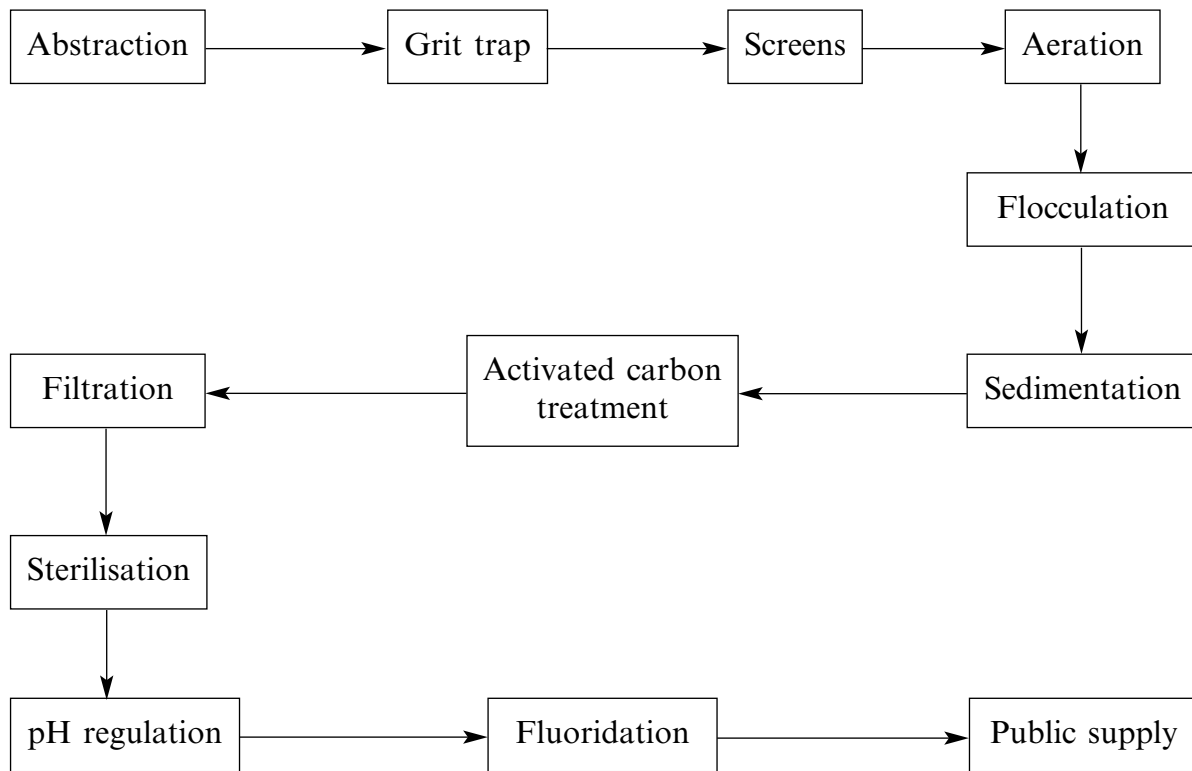 Abstraction
Grit trap
Screens
Aeration
Flocculation
Sedimentation
Activated carbon
treatment
Filtration
Sterilisation
pH regulation
Fluoridation
Public supply